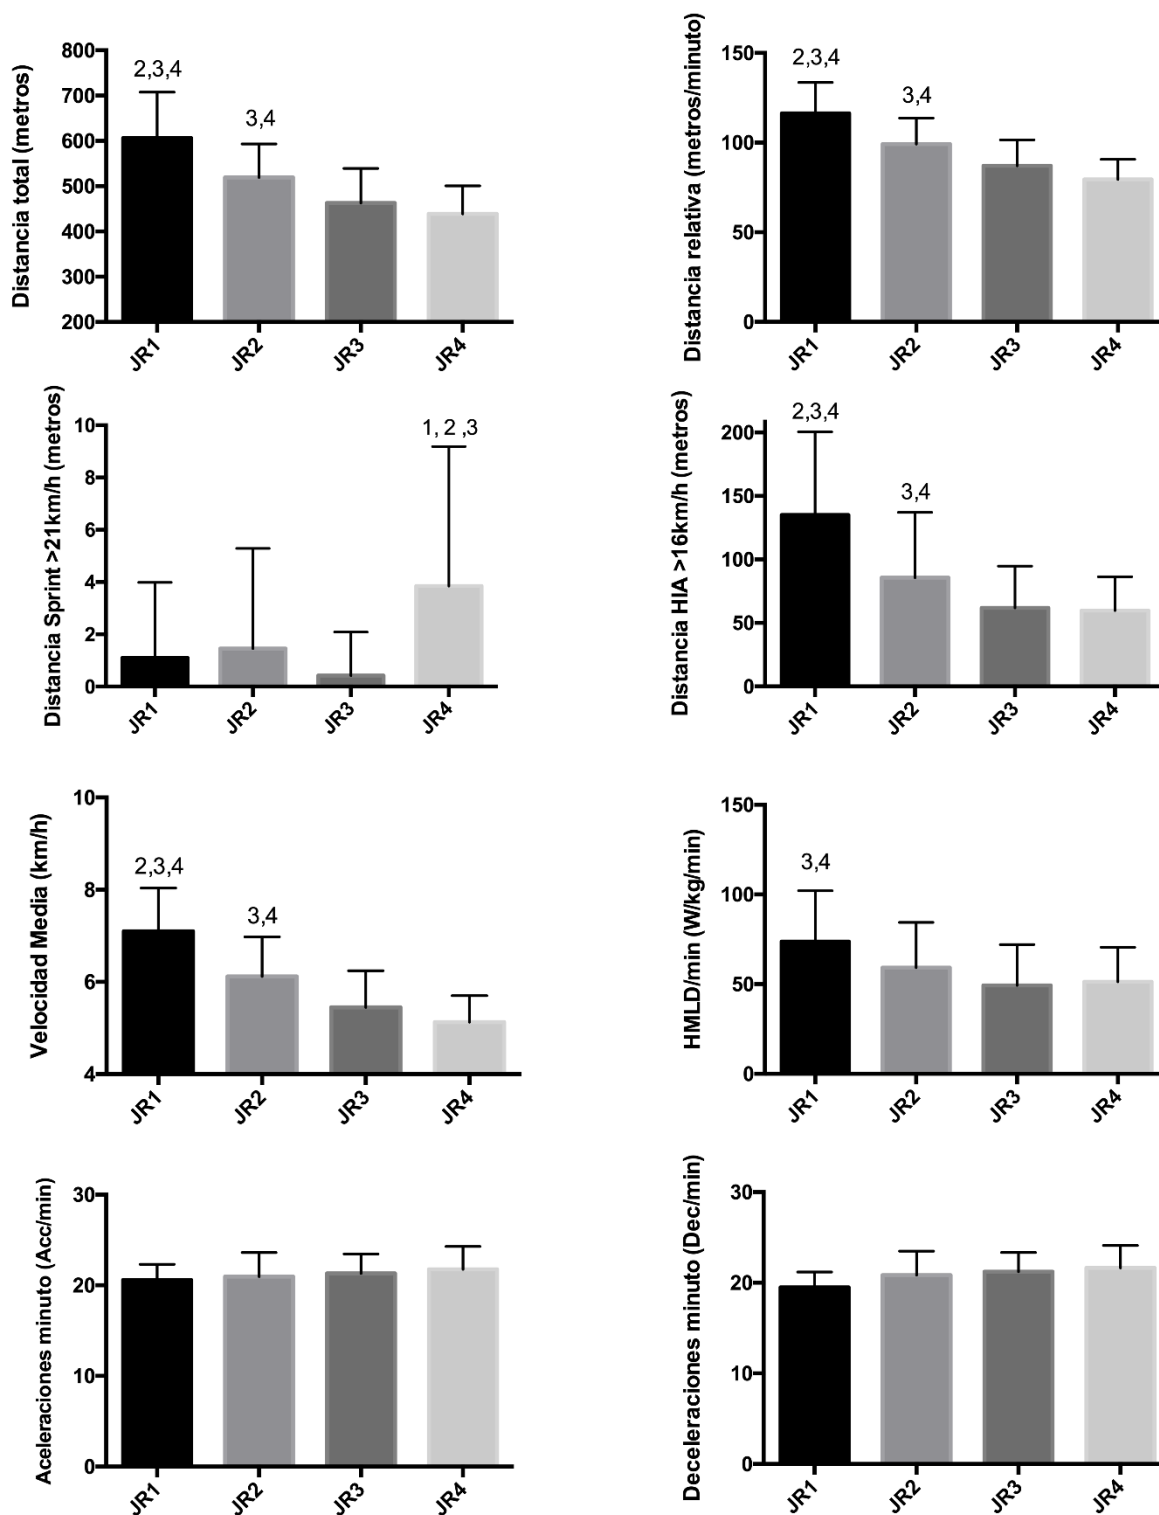 Distancia total (metros)
800
700
600
500
400
300
200
2,3,4
3,4
JR1
JR2
JR3
JR4
Distancia relativa (metros/minuto)
150
100
50
0
2,3,4
3,4
JR1
JR2
JR3
JR4
Distancia Sprint >21km/h (metros)
10
8
6
4
2
0
1, 2 ,3
JR1
JR2
JR3
JR4
Distancia HIA >16km/h (metros)
200
150
100
50
0
2,3,4
3,4
JR1
JR2
JR3
JR4
Velocidad Media (km/h)
10
8
6
4
2,3,4
3,4
JR1
JR2
JR3
JR4
HMLD/min (W/kg/min)
150
100
50
0
3,4
JR1
JR2
JR3
JR4
Aceleraciones minuto (Acc/min)
30
20
10
0
JR1
JR2
JR3
JR4
Deceleraciones minuto (Dec/min)
30
20
10
0
JR1
JR2
JR3
JR4